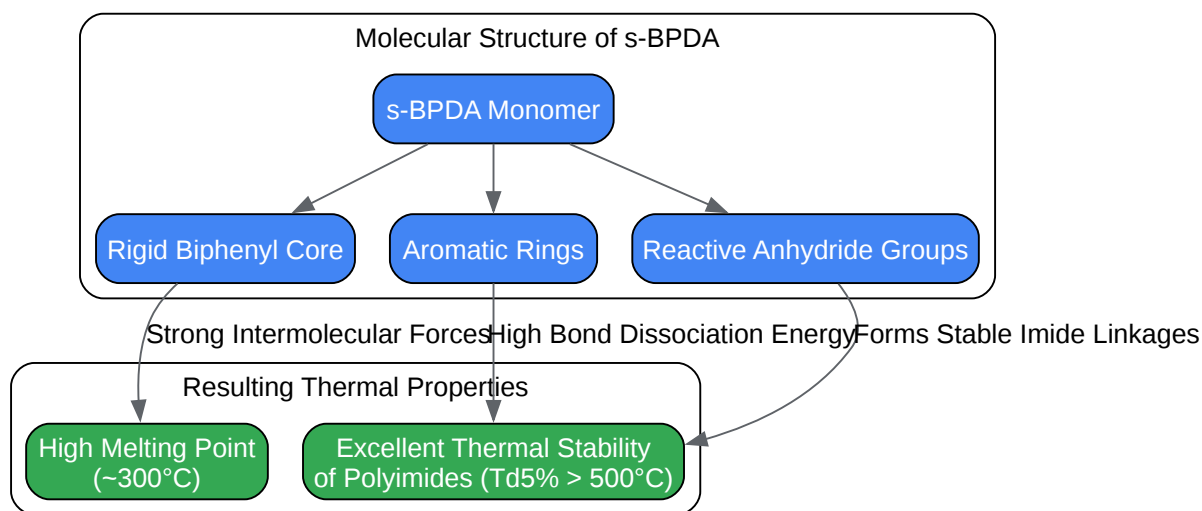 Molecular Structure of s-BPDA
s-BPDA Monomer
Rigid Biphenyl Core
Aromatic Rings
Reactive Anhydride Groups
Strong Intermolecular Forces
High Bond Dissociation Energy
Forms Stable Imide Linkages
Resulting Thermal Properties
High Melting Point
(~300°C)
Excellent Thermal Stability
of Polyimides (Td5% > 500°C)